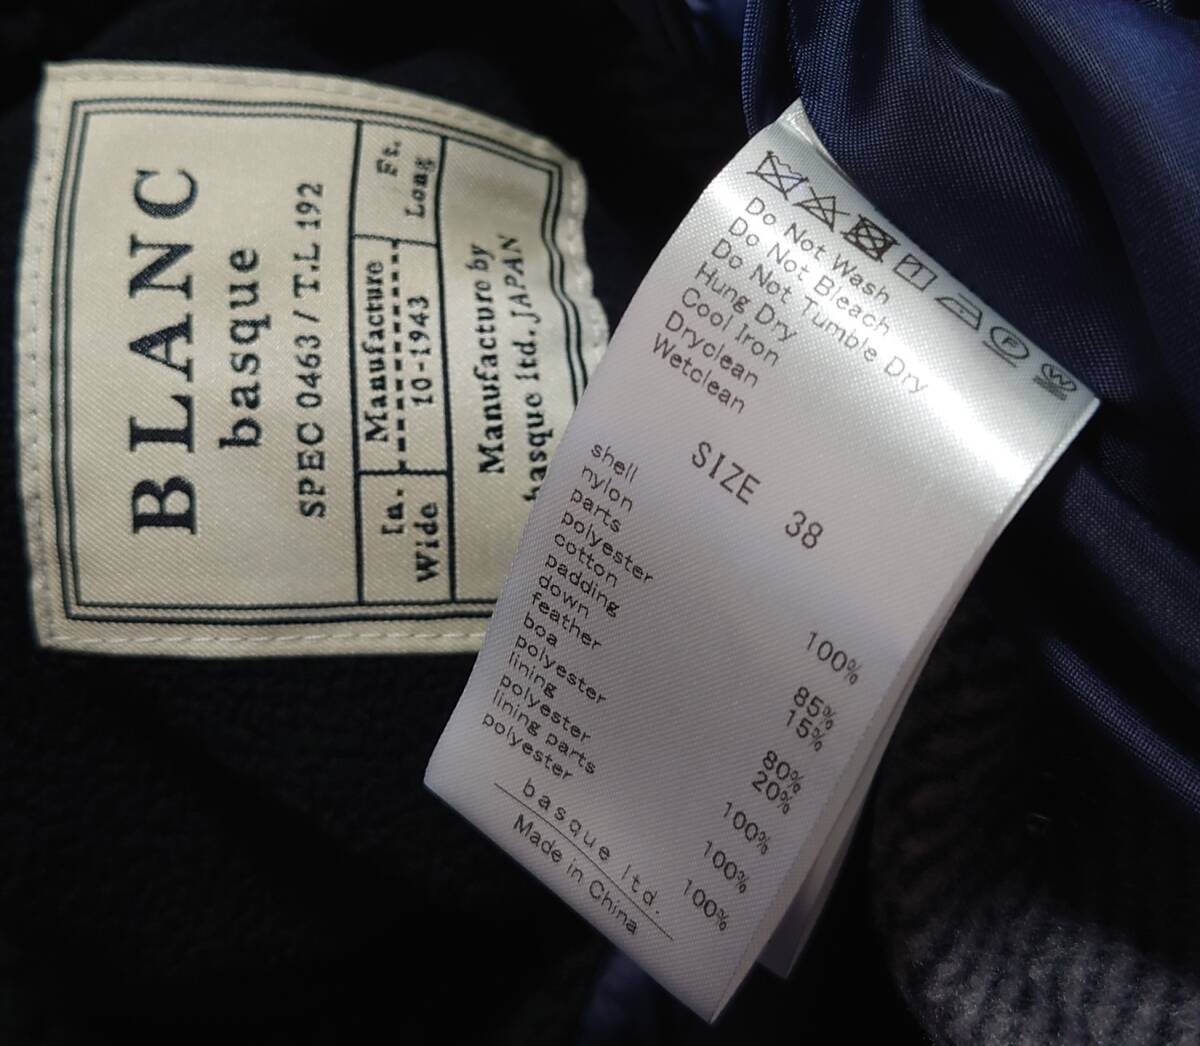 BLANC
basque
SPEC 0463 / T.L 192
In.
Wide
Manufacture
10-1943
Ft.
Long
Manufacture by
basque ltd. JAPAN
Do Not Wash
Do Not Bleach
Do Not Tumble Dry
Hung Dry
Cool Iron
Dryclean
Wetclean
SIZE 38
shell
nylon 100%
parts
polyester 85%
cotton 15%
padding
down 80%
feather 20%
boa
polyester 100%
lining
polyester 100%
lining parts
polyester 100%
basque ltd.
Made in China